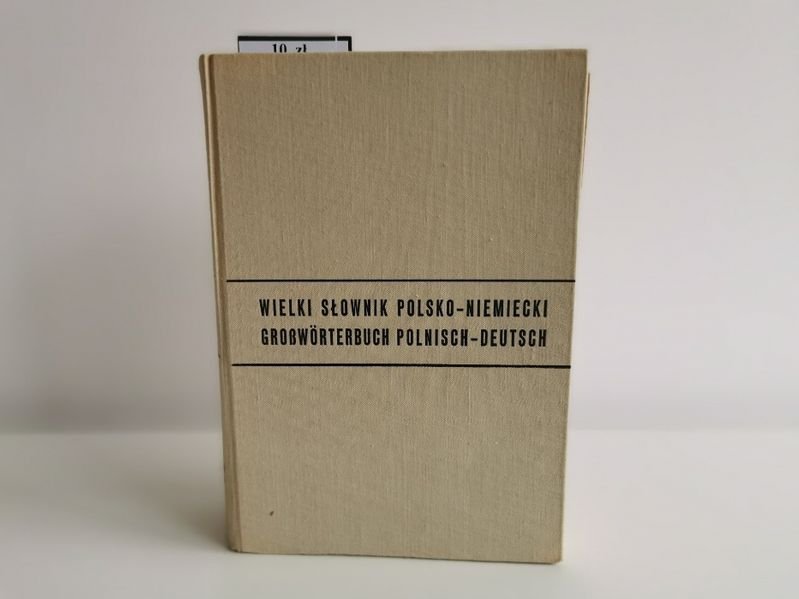 10 zł
WIELKI SŁOWNIK POLSKO-NIEMIECKI
GROßWÖRTERBUCH POLNISCH-DEUTSCH